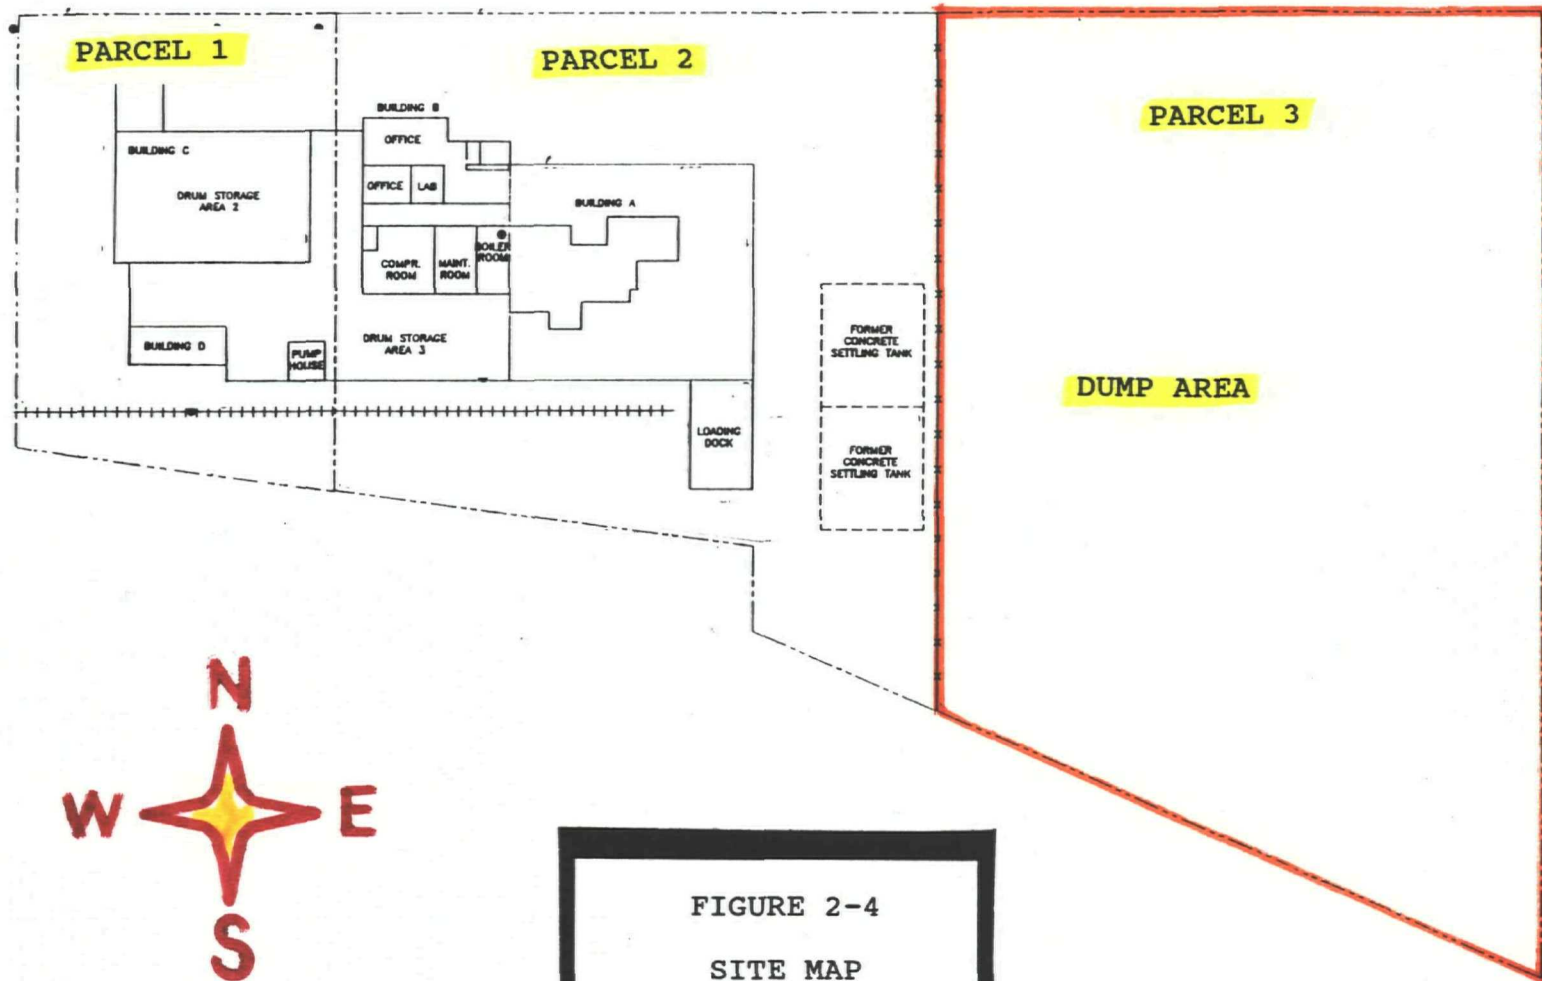 PARCEL 1
PARCEL 2
PARCEL 3
BUILDING B
OFFICE
BUILDING C
DRUM STORAGE
AREA 2
OFFICE
LAB
BUILDING A
BOILER
ROOM
COMPR.
ROOM
MAINT.
ROOM
BUILDING D
PUMP
HOUSE
DRUM STORAGE
AREA 3
FORMER
CONCRETE
SETTLING TANK
DUMP AREA
LOADING
DOCK
FORMER
CONCRETE
SETTLING TANK
N
W
E
S
FIGURE 2-4
SITE MAP